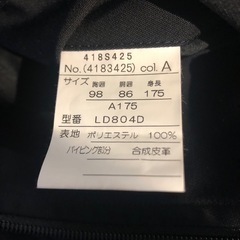 418S425
No.(4183425) col.A
サイズ 胸囲 胴囲 身長
98 86 175
A175
型番 LD804D
表地 ポリエステル 100%
パイピング部分 合成皮革